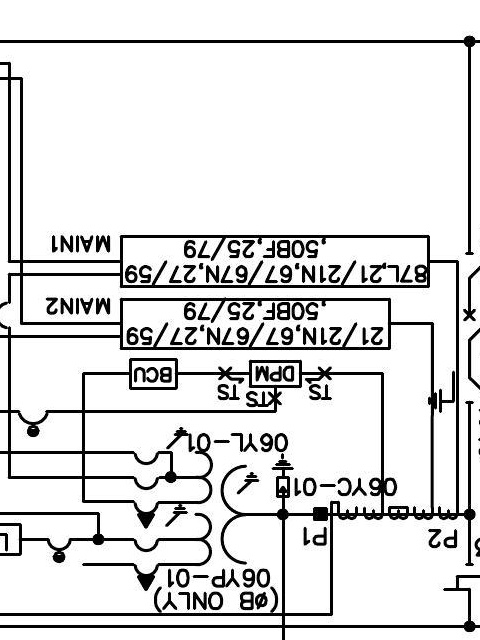 (ØB ONLY)
06YP-01
P2
P1
L
06YC-01
06YL-01
TS
TS
TS
DPM
BCU
21/21N,67/67N,27/59
,50BF,25/79
MAIN2
87L,21/21N,67/67N,27/59
,50BF,25/79
MAIN1